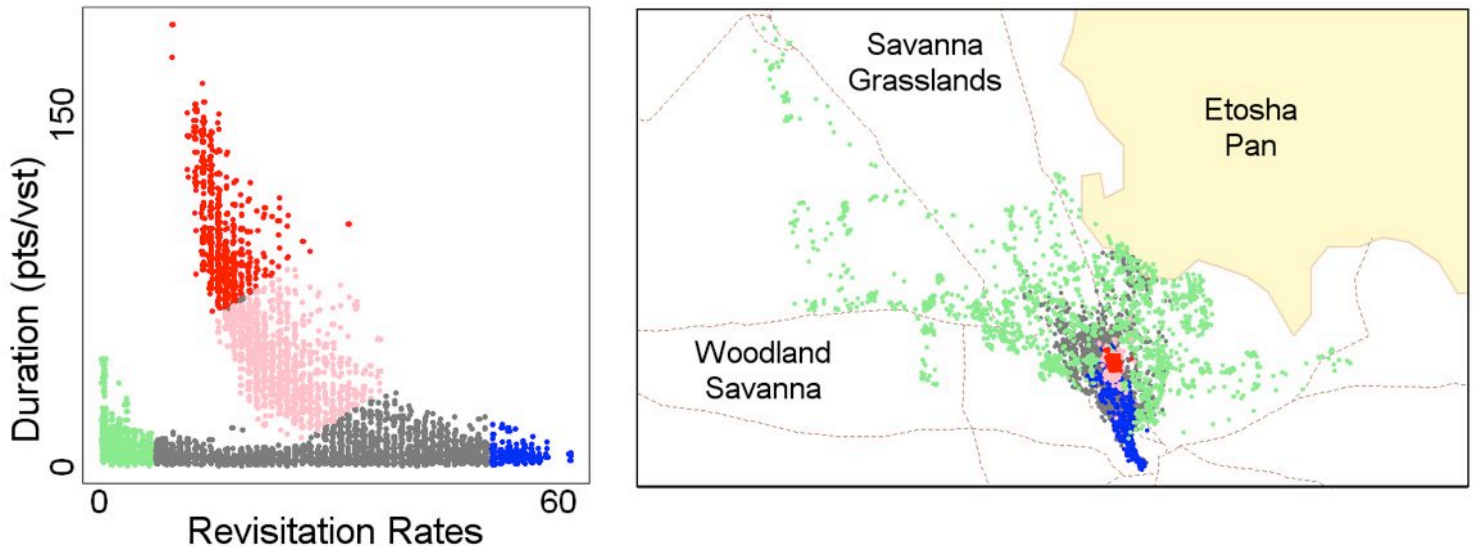 Duration (pts/vst)
150
0
0
60
Revisitation Rates
Savanna
Grasslands
Etosha
Pan
Woodland
Savanna